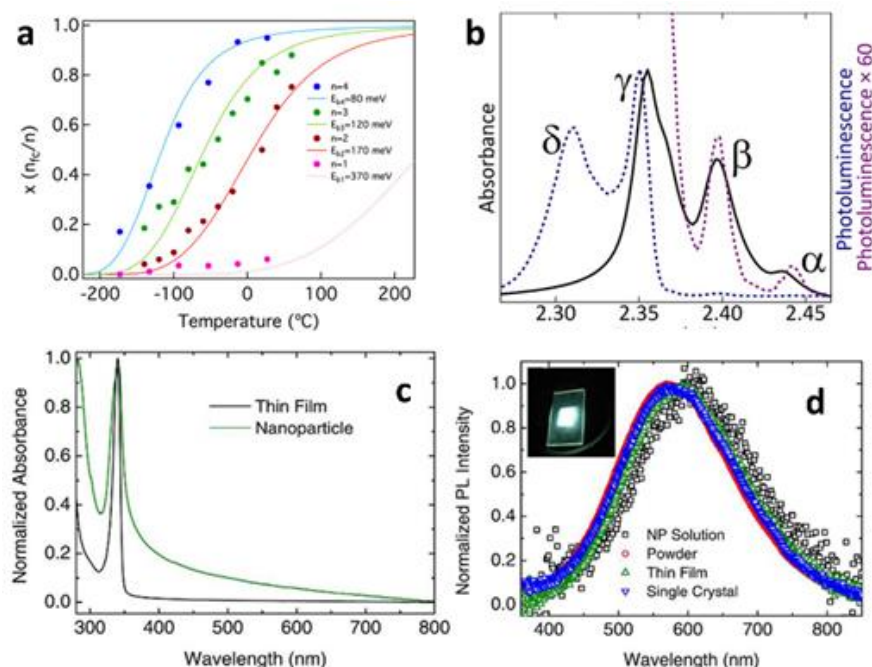 a
x (n_fc/n)
1.0
0.8
0.6
0.4
0.2
0.0
n=4
E_b4=80 meV
n=3
E_b3=120 meV
n=2
E_b2=170 meV
n=1
E_b1=370 meV
-200 -100 0 100 200
Temperature (ºC)
b
Absorbance
δ γ β α
Photoluminescence
Photoluminescence × 60
2.30 2.35 2.40 2.45
c
Normalized Absorbance
1.0
0.8
0.6
0.4
0.2
0.0
Thin Film
Nanoparticle
300 400 500 600 700 800
Wavelength (nm)
d
Normalized PL Intensity
1.0
0.8
0.6
0.4
0.2
0.0
NP Solution
Powder
Thin Film
Single Crystal
400 500 600 700 800
Wavelength (nm)